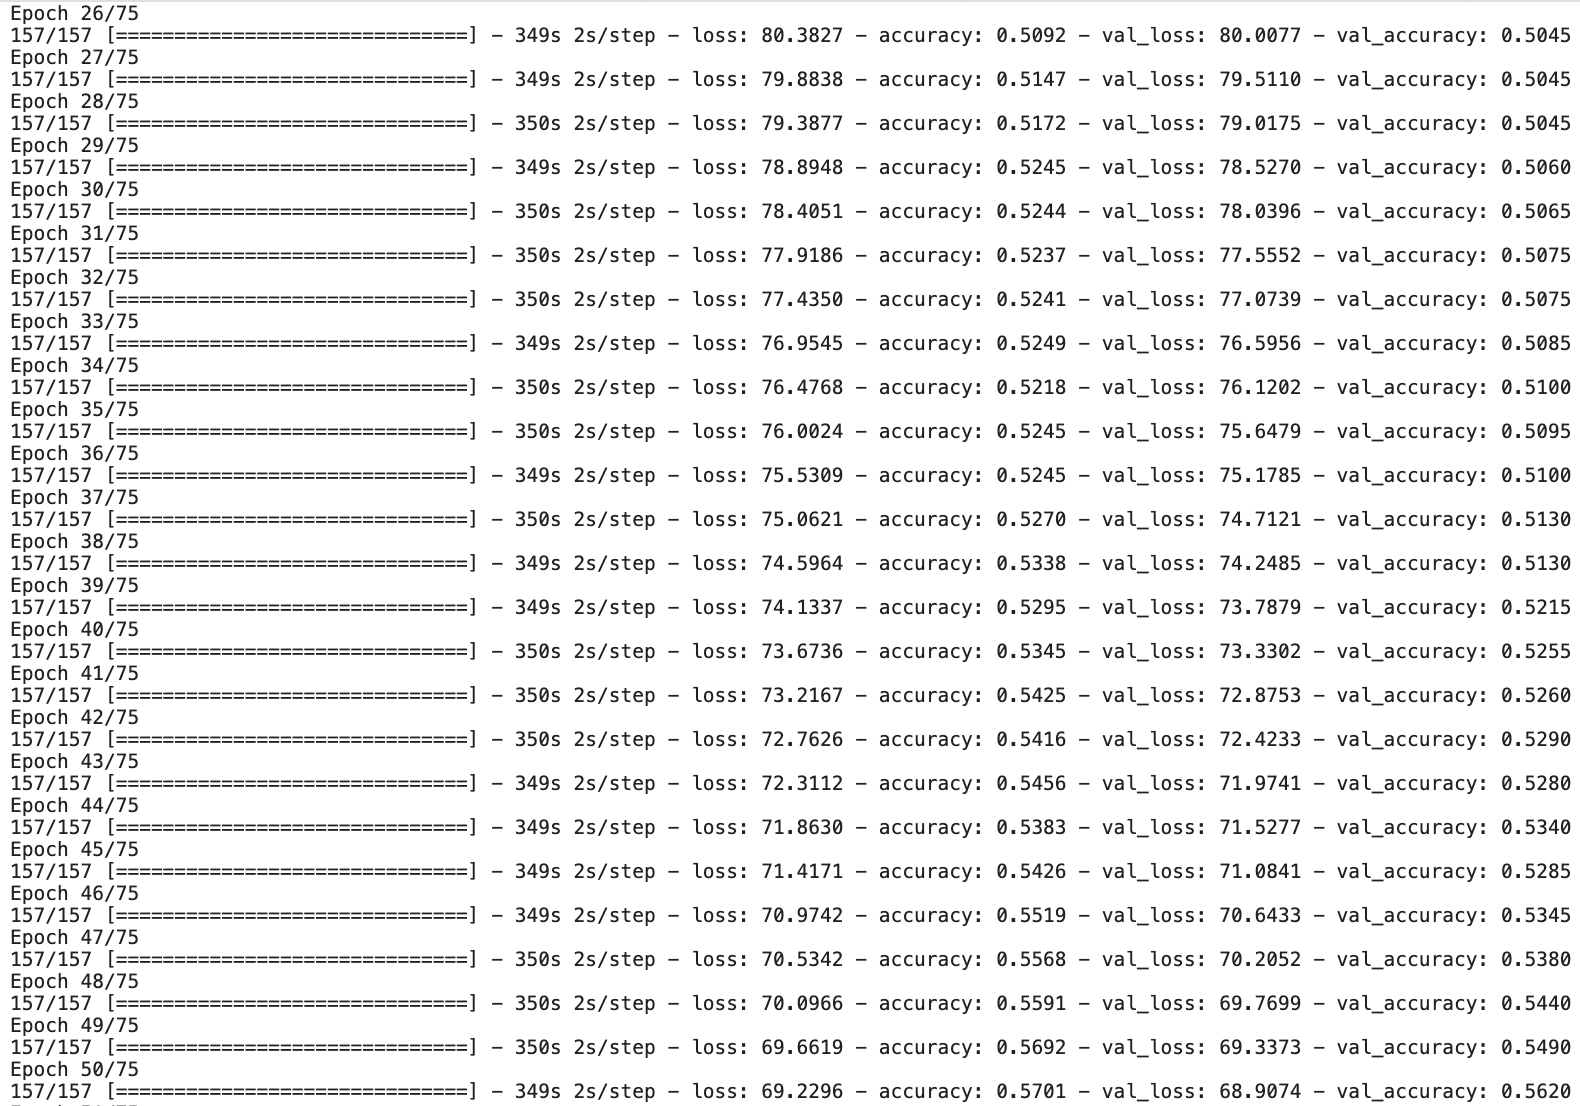 Epoch 26/75
157/157 [==============================] - 349s 2s/step - loss: 80.3827 - accuracy: 0.5092 - val_loss: 80.0077 - val_accuracy: 0.5045
Epoch 27/75
157/157 [==============================] - 349s 2s/step - loss: 79.8838 - accuracy: 0.5147 - val_loss: 79.5110 - val_accuracy: 0.5045
Epoch 28/75
157/157 [==============================] - 350s 2s/step - loss: 79.3877 - accuracy: 0.5172 - val_loss: 79.0175 - val_accuracy: 0.5045
Epoch 29/75
157/157 [==============================] - 349s 2s/step - loss: 78.8948 - accuracy: 0.5245 - val_loss: 78.5270 - val_accuracy: 0.5060
Epoch 30/75
157/157 [==============================] - 350s 2s/step - loss: 78.4051 - accuracy: 0.5244 - val_loss: 78.0396 - val_accuracy: 0.5065
Epoch 31/75
157/157 [==============================] - 350s 2s/step - loss: 77.9186 - accuracy: 0.5237 - val_loss: 77.5552 - val_accuracy: 0.5075
Epoch 32/75
157/157 [==============================] - 350s 2s/step - loss: 77.4350 - accuracy: 0.5241 - val_loss: 77.0739 - val_accuracy: 0.5075
Epoch 33/75
157/157 [==============================] - 349s 2s/step - loss: 76.9545 - accuracy: 0.5249 - val_loss: 76.5956 - val_accuracy: 0.5085
Epoch 34/75
157/157 [==============================] - 350s 2s/step - loss: 76.4768 - accuracy: 0.5218 - val_loss: 76.1202 - val_accuracy: 0.5100
Epoch 35/75
157/157 [==============================] - 350s 2s/step - loss: 76.0024 - accuracy: 0.5245 - val_loss: 75.6479 - val_accuracy: 0.5095
Epoch 36/75
157/157 [==============================] - 349s 2s/step - loss: 75.5309 - accuracy: 0.5245 - val_loss: 75.1785 - val_accuracy: 0.5100
Epoch 37/75
157/157 [==============================] - 350s 2s/step - loss: 75.0621 - accuracy: 0.5270 - val_loss: 74.7121 - val_accuracy: 0.5130
Epoch 38/75
157/157 [==============================] - 349s 2s/step - loss: 74.5964 - accuracy: 0.5338 - val_loss: 74.2485 - val_accuracy: 0.5130
Epoch 39/75
157/157 [==============================] - 349s 2s/step - loss: 74.1337 - accuracy: 0.5295 - val_loss: 73.7879 - val_accuracy: 0.5215
Epoch 40/75
157/157 [==============================] - 350s 2s/step - loss: 73.6736 - accuracy: 0.5345 - val_loss: 73.3302 - val_accuracy: 0.5255
Epoch 41/75
157/157 [==============================] - 350s 2s/step - loss: 73.2167 - accuracy: 0.5425 - val_loss: 72.8753 - val_accuracy: 0.5260
Epoch 42/75
157/157 [==============================] - 350s 2s/step - loss: 72.7626 - accuracy: 0.5416 - val_loss: 72.4233 - val_accuracy: 0.5290
Epoch 43/75
157/157 [==============================] - 349s 2s/step - loss: 72.3112 - accuracy: 0.5456 - val_loss: 71.9741 - val_accuracy: 0.5280
Epoch 44/75
157/157 [==============================] - 349s 2s/step - loss: 71.8630 - accuracy: 0.5383 - val_loss: 71.5277 - val_accuracy: 0.5340
Epoch 45/75
157/157 [==============================] - 349s 2s/step - loss: 71.4171 - accuracy: 0.5426 - val_loss: 71.0841 - val_accuracy: 0.5285
Epoch 46/75
157/157 [==============================] - 349s 2s/step - loss: 70.9742 - accuracy: 0.5519 - val_loss: 70.6433 - val_accuracy: 0.5345
Epoch 47/75
157/157 [==============================] - 350s 2s/step - loss: 70.5342 - accuracy: 0.5568 - val_loss: 70.2052 - val_accuracy: 0.5380
Epoch 48/75
157/157 [==============================] - 350s 2s/step - loss: 70.0966 - accuracy: 0.5591 - val_loss: 69.7699 - val_accuracy: 0.5440
Epoch 49/75
157/157 [==============================] - 350s 2s/step - loss: 69.6619 - accuracy: 0.5692 - val_loss: 69.3373 - val_accuracy: 0.5490
Epoch 50/75
157/157 [==============================] - 349s 2s/step - loss: 69.2296 - accuracy: 0.5701 - val_loss: 68.9074 - val_accuracy: 0.5620